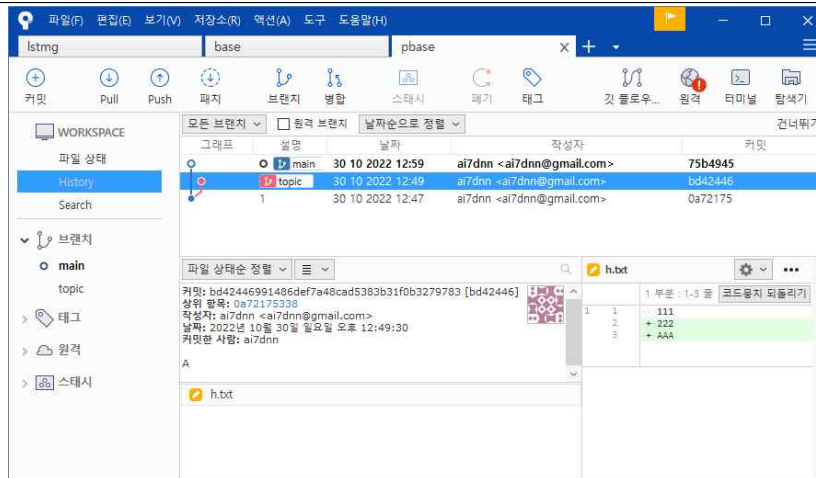 파일(F) 편집(E) 보기(V) 저장소(R) 액션(A) 도구 도움말(H)
lstmg base pbase
커밋 Pull Push 패치 브랜치 병합 스태시 폐기 태그 깃 플로우... 원격 터미널 탐색기
WORKSPACE
파일 상태
History
Search
브랜치
main
topic
태그
원격
스태시
모든 브랜치 원격 브랜치 날짜순으로 정렬 건너뛰기
그래프 설명 날짜 작성자 커밋
main 30 10 2022 12:59 ai7dnn <ai7dnn@gmail.com> 75b4945
topic 30 10 2022 12:49 ai7dnn <ai7dnn@gmail.com> bd42446
1 30 10 2022 12:47 ai7dnn <ai7dnn@gmail.com> 0a72175
파일 상태순 정렬
커밋: bd42446991486def7a48cad5383b31f0b3279783 [bd42446]
상위 항목: 0a72175338
작성자: ai7dnn <ai7dnn@gmail.com>
날짜: 2022년 10월 30일 일요일 오후 12:49:30
커밋한 사람: ai7dnn
A
h.txt
h.txt
1 부분 : 1-3 줄 코드뭉치 되돌리기
1 1 111
2 + 222
3 + AAA